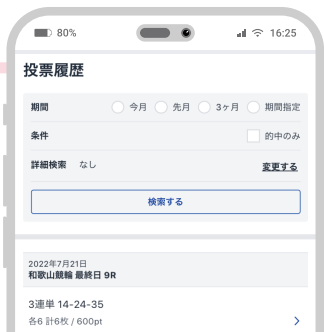 80% 16:25
投票履歴
期間 今月 先月 3ヶ月 期間指定
条件 的中のみ
詳細検索 なし 変更する
検索する
2022年7月21日
和歌山競輪 最終日 9R
3連単 14-24-35
各6 計6枚 / 600pt